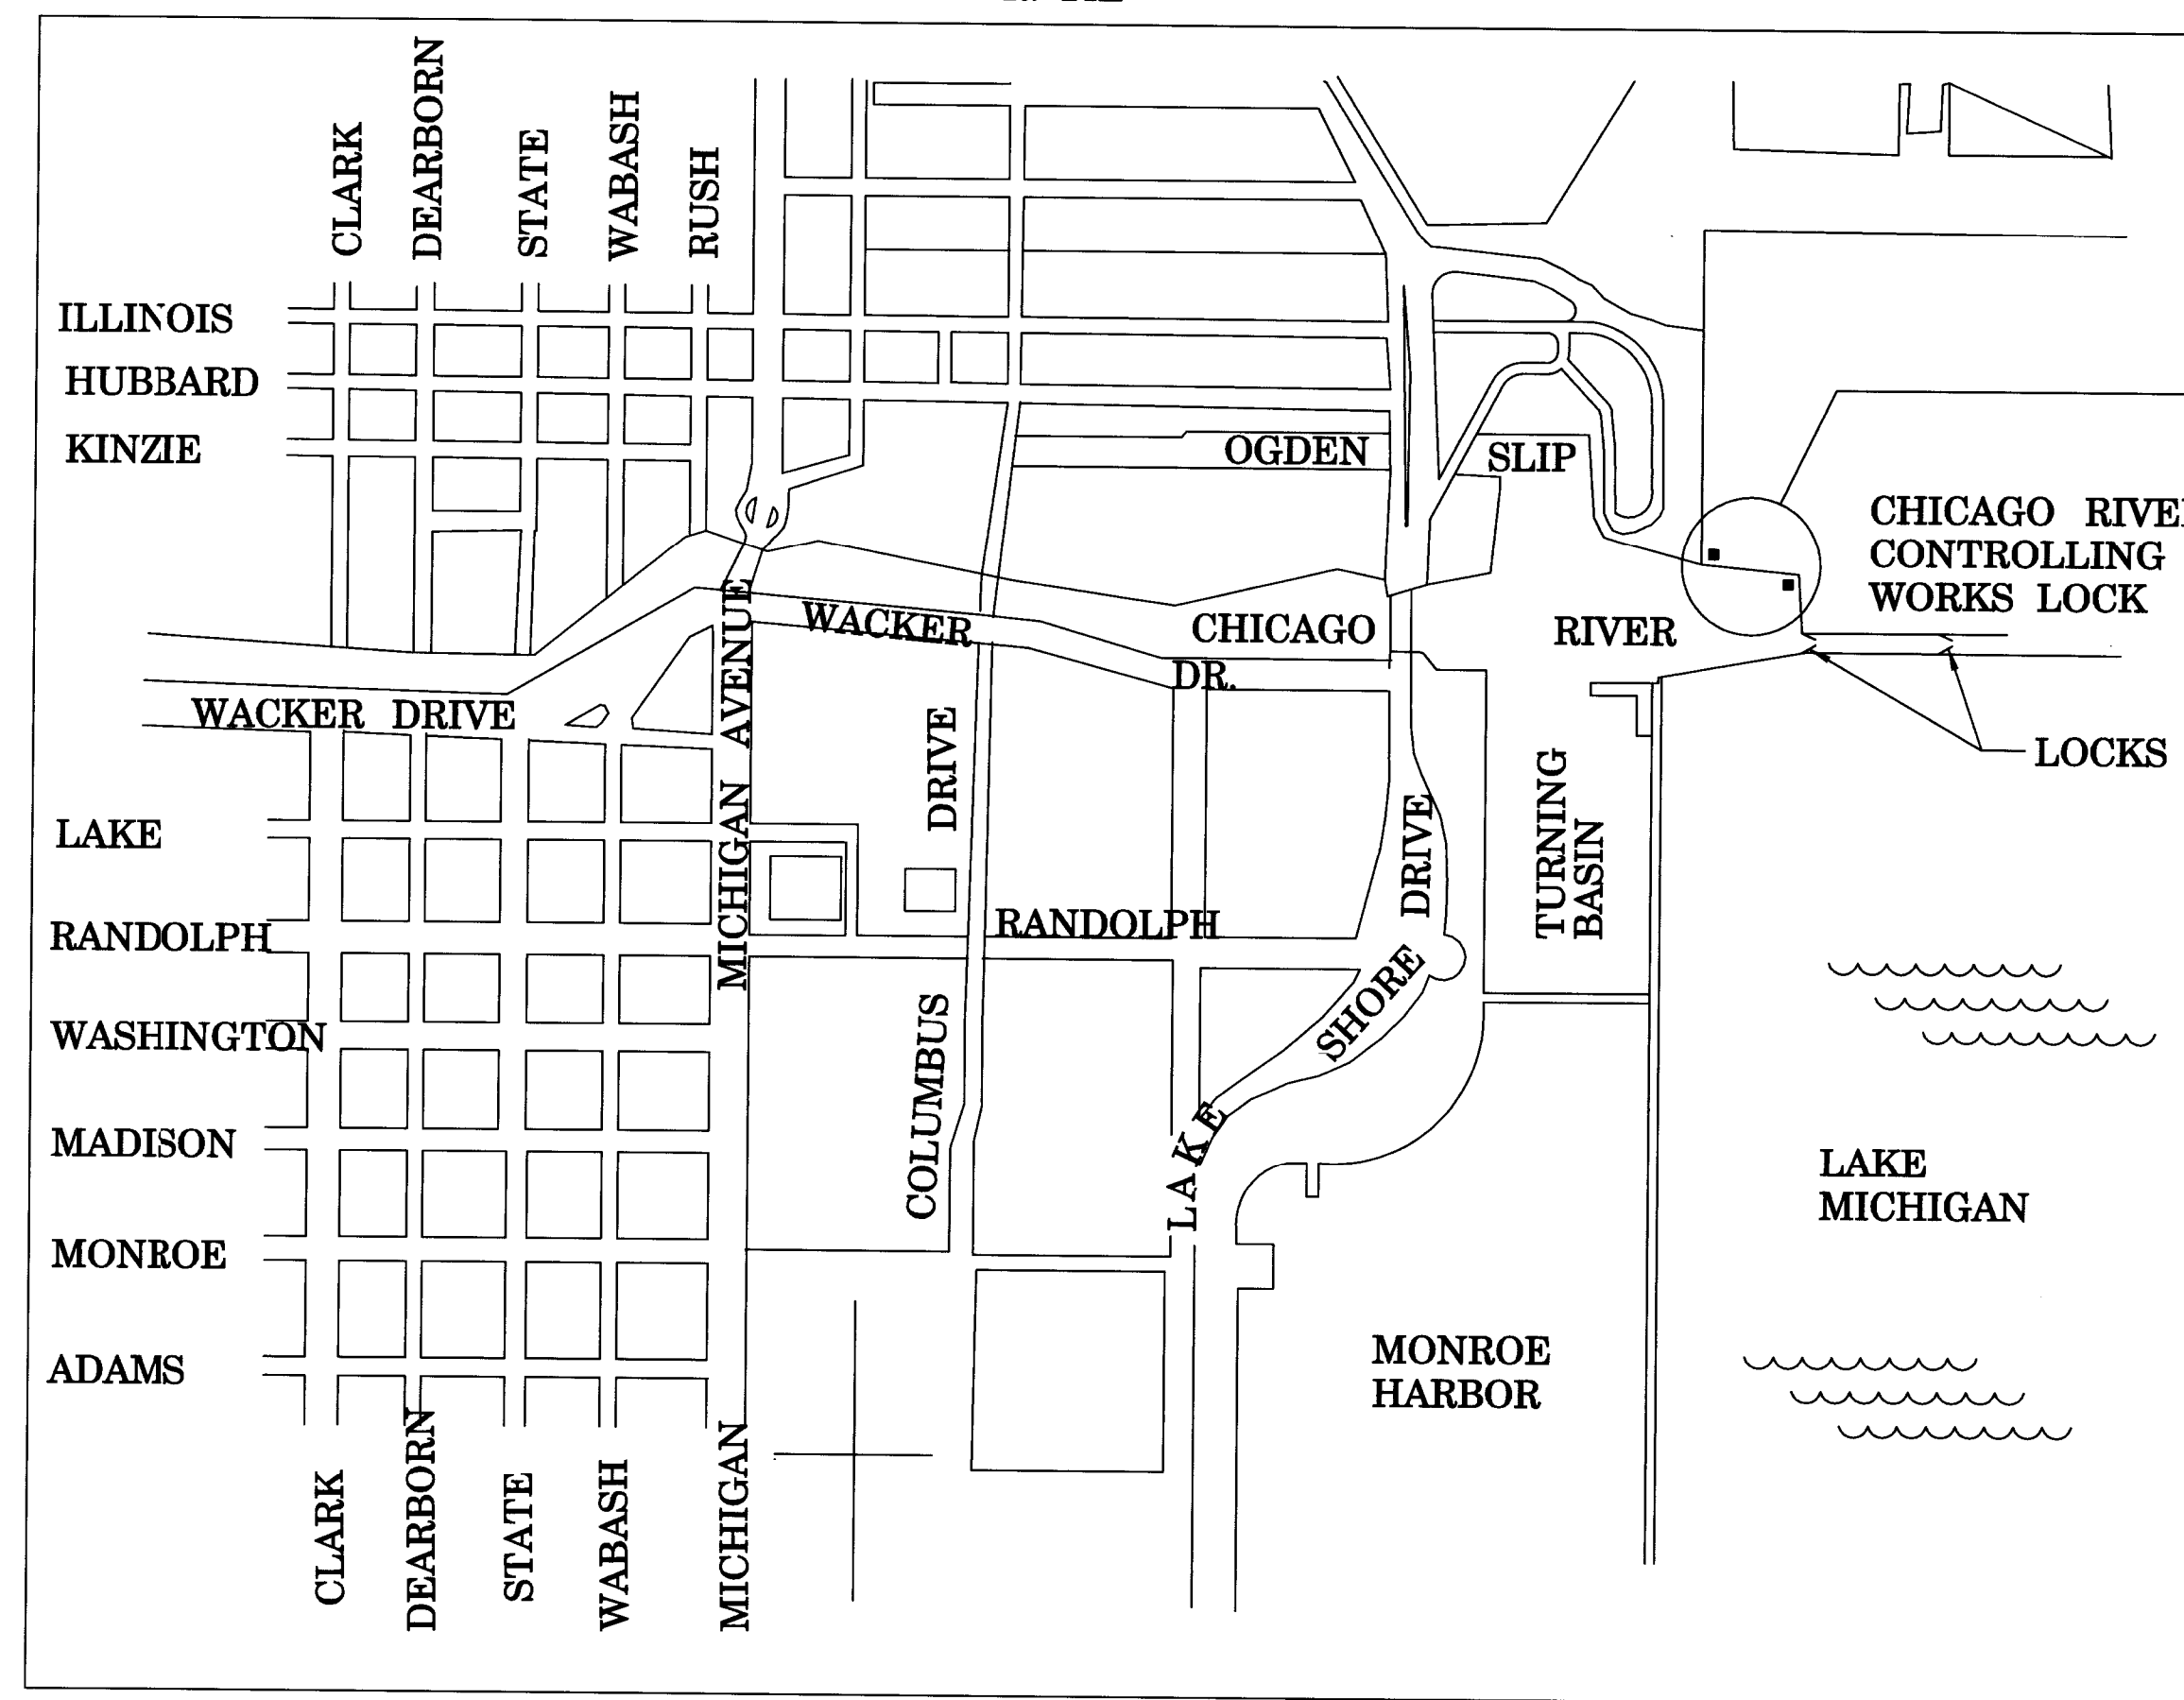 CLARK
DEARBORN
STATE
WABASH
RUSH
ILLINOIS
HUBBARD
KINZIE
OGDEN
SLIP
CHICAGO RIVE
CONTROLLING
WORKS LOCK
WACKER
DR.
CHICAGO
RIVER
WACKER DRIVE
MICHIGAN AVENUE
LOCKS
LAKE
DRIVE
DRIVE
TURNING
BASIN
RANDOLPH
RANDOLPH
WASHINGTON
COLUMBUS
SHORE
LAKE
MADISON
LAKE
MICHIGAN
MONROE
MONROE
HARBOR
ADAMS
CLARK
DEARBORN
STATE
WABASH
MICHIGAN